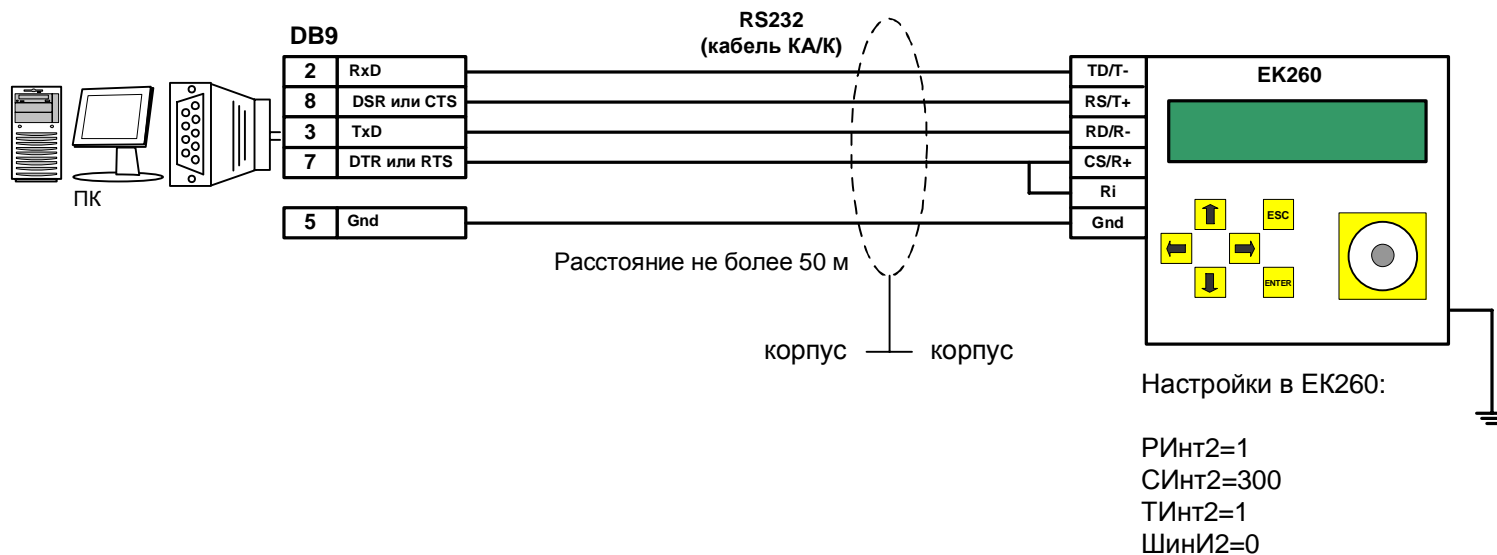 RS232
(кабель КА/К)
DB9
2 RxD
8 DSR или CTS
3 TxD
7 DTR или RTS
5 Gnd
ПК
TD/T-
RS/T+
RD/R-
CS/R+
Ri
Gnd
EK260
ESC
ENTER
Расстояние не более 50 м
корпус корпус
Настройки в ЕК260:
РИнт2=1
СИнт2=300
ТИнт2=1
ШинИ2=0